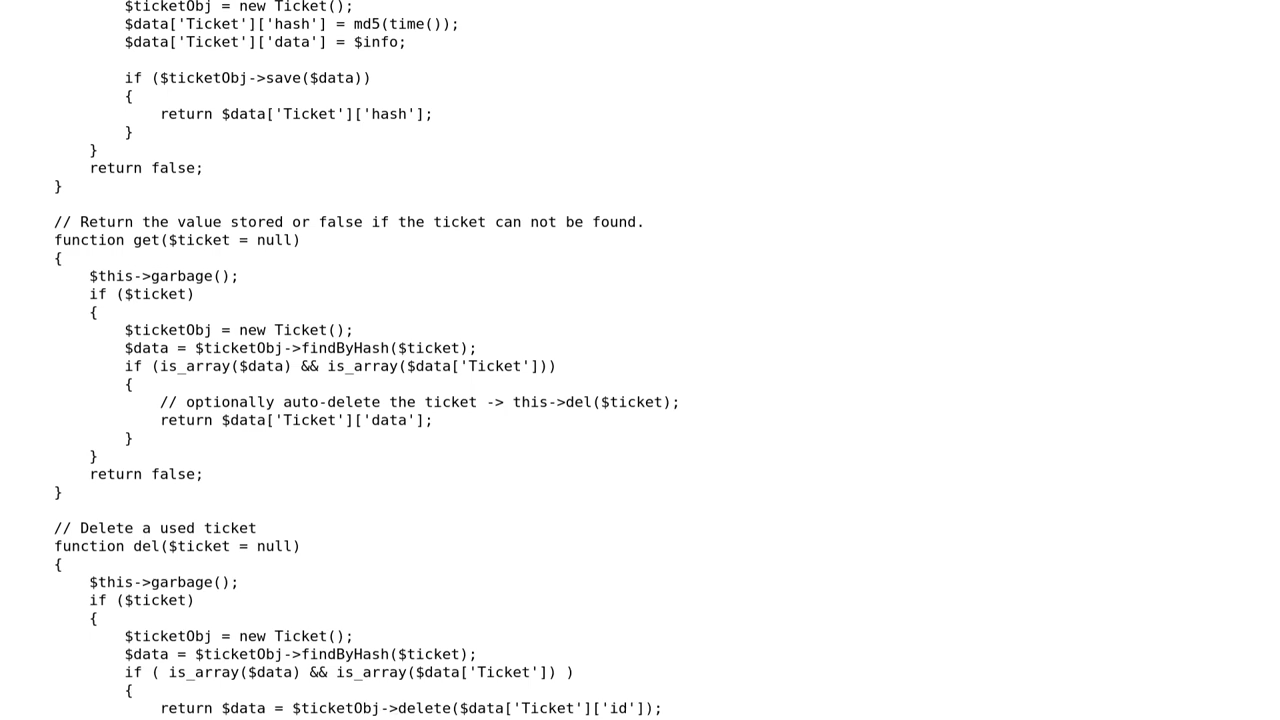 $ticketObj = new Ticket();
$data['Ticket']['hash'] = md5(time());
$data['Ticket']['data'] = $info;
if ($ticketObj->save($data))
{
return $data['Ticket']['hash'];
}
}
return false;
}
// Return the value stored or false if the ticket can not be found.
function get($ticket = null)
{
$this->garbage();
if ($ticket)
{
$ticketObj = new Ticket();
$data = $ticketObj->findByHash($ticket);
if (is_array($data) && is_array($data['Ticket']))
{
// optionally auto-delete the ticket -> this->del($ticket);
return $data['Ticket']['data'];
}
}
return false;
}
// Delete a used ticket
function del($ticket = null)
{
$this->garbage();
if ($ticket)
{
$ticketObj = new Ticket();
$data = $ticketObj->findByHash($ticket);
if ( is_array($data) && is_array($data['Ticket']) )
{
return $data = $ticketObj->delete($data['Ticket']['id']);